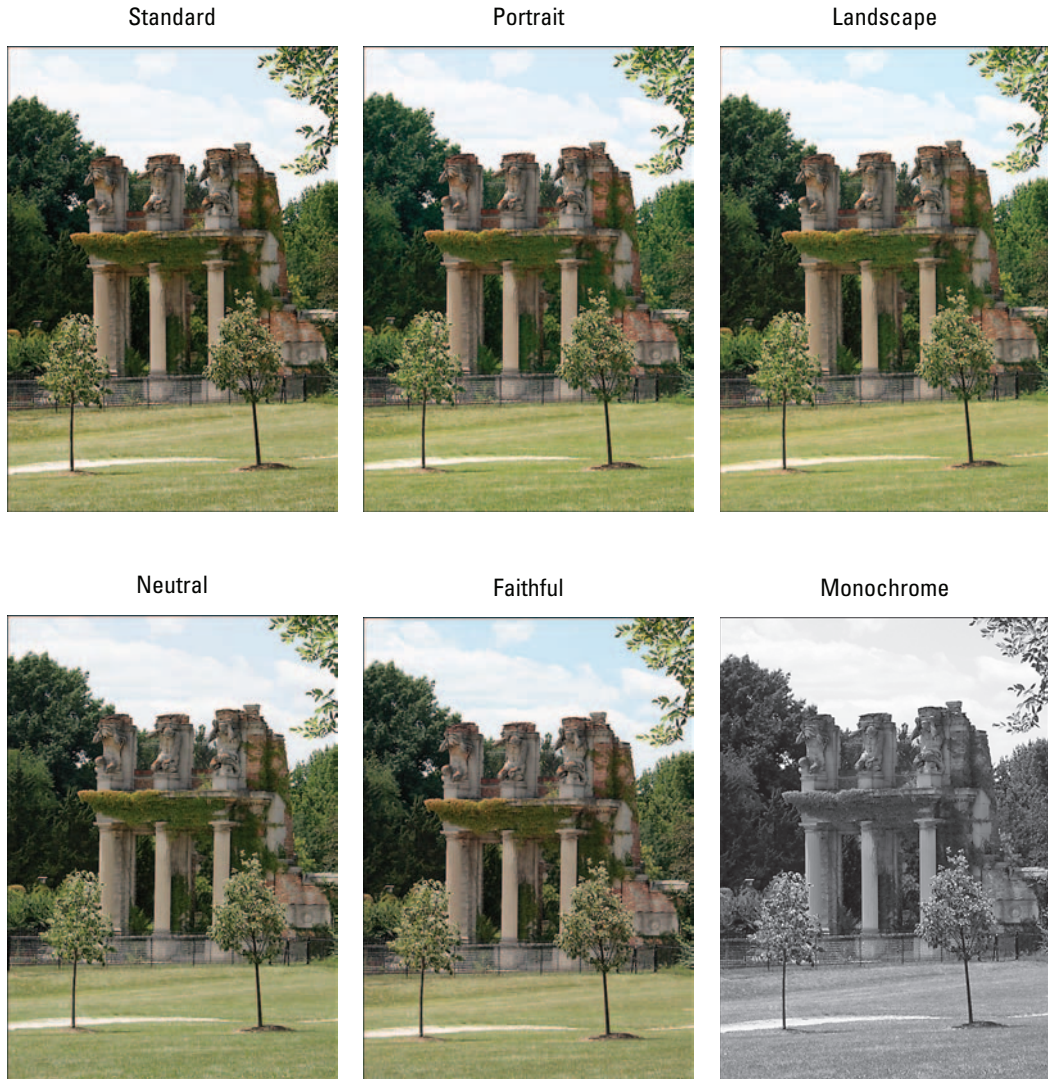 Standard
Portrait
Landscape
Neutral
Faithful
Monochrome